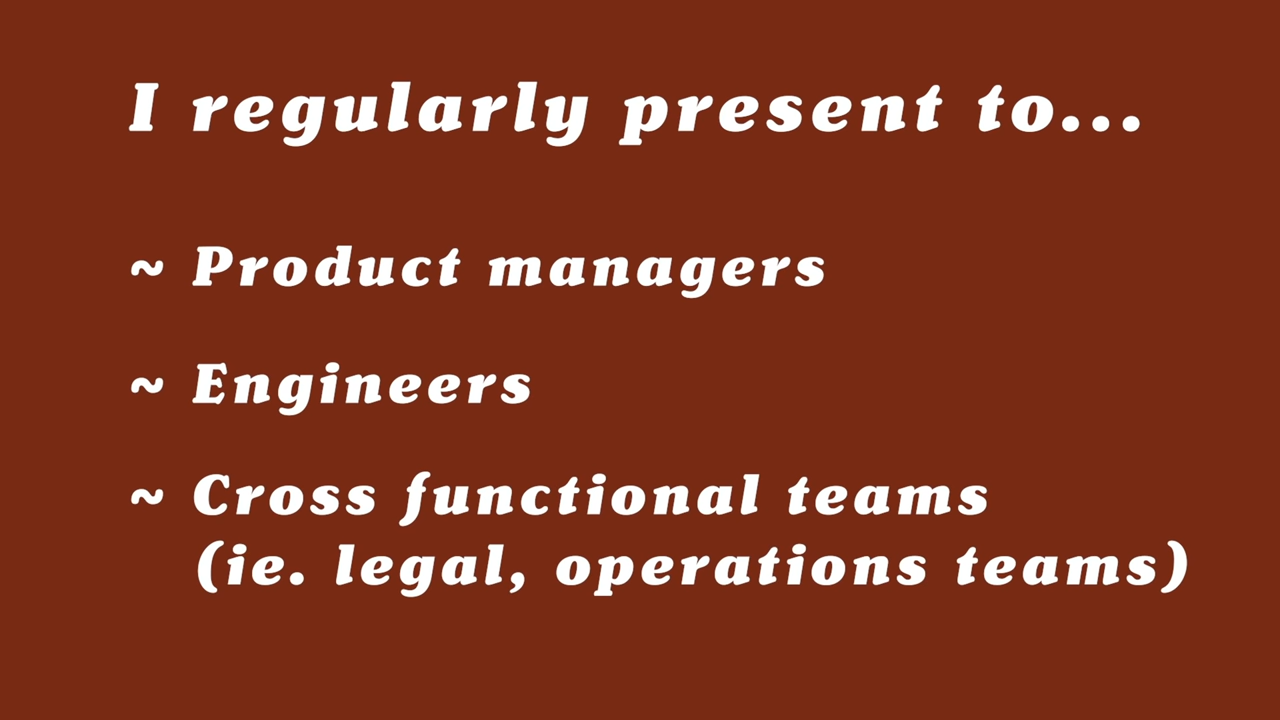 I regularly present to...
~ Product managers
~ Engineers
~ Cross functional teams
(ie. legal, operations teams)